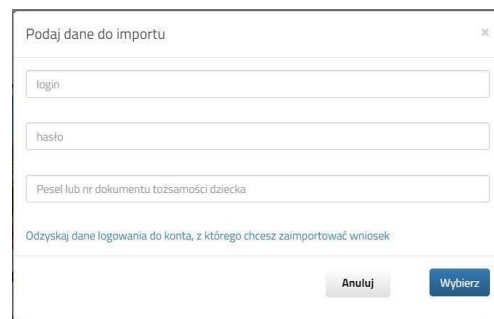 Podaj dane do importu ×
login
hasło
Pesel lub nr dokumentu tożsamości dziecka
Odzyskaj dane logowania do konta, z którego chcesz zaimportować wniosek
Anuluj Wybierz